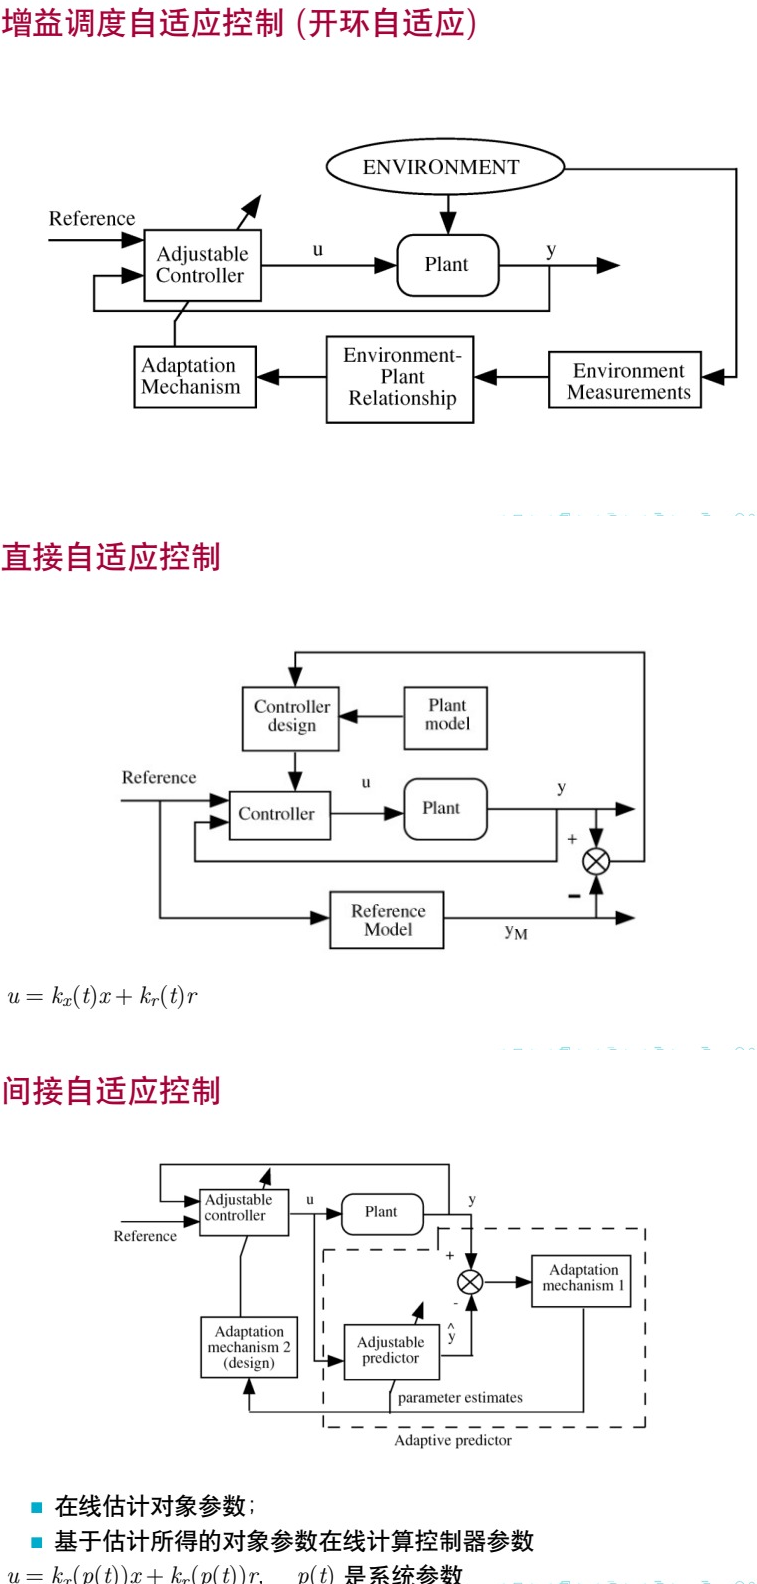 增益调度自适应控制 (开环自适应)
ENVIRONMENT
Reference
Adjustable
Controller
u
Plant
y
Adaptation
Mechanism
Environment-
Plant
Relationship
Environment
Measurements
直接自适应控制
Controller
design
Plant
model
Reference
Controller
u
Plant
y
+
−
Reference
Model
yM
u = kx(t)x + kr(t)r
间接自适应控制
Adjustable
controller
u
Plant
y
Reference
+
-
Adaptation
mechanism 1
Adaptation
mechanism 2
(design)
Adjustable
predictor
ŷ
parameter estimates
Adaptive predictor
在线估计对象参数;
基于估计所得的对象参数在线计算控制器参数
u = kx(p(t))x + kr(p(t))r, p(t) 是系统参数